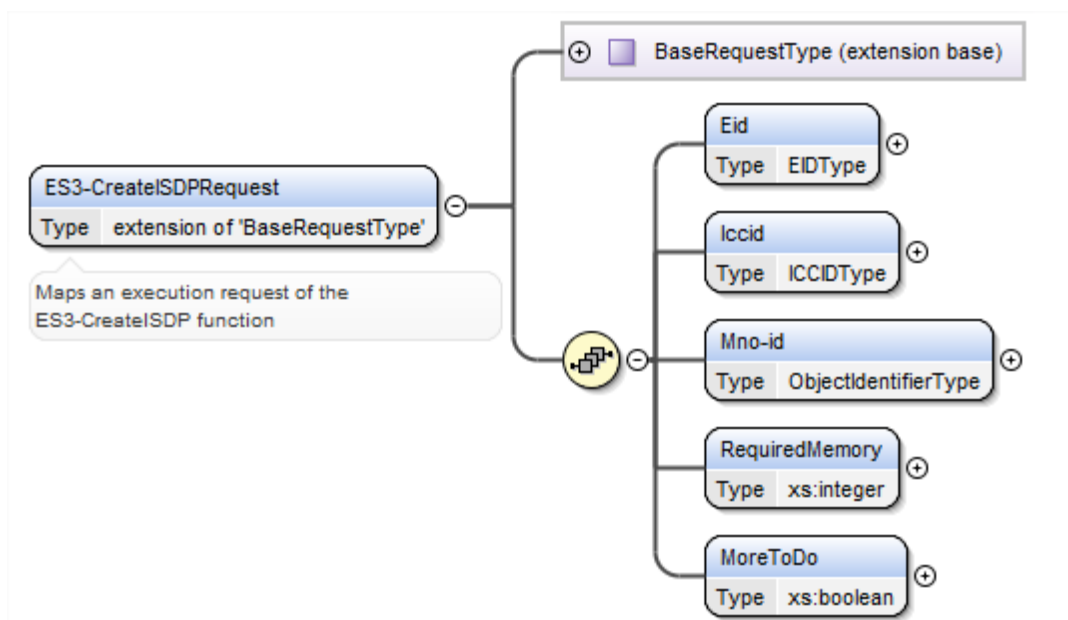 BaseRequestType (extension base)
Eid
Type EIDType
ES3-CreateISDPRequest
Type extension of 'BaseRequestType'
Maps an execution request of the
ES3-CreateISDP function
Iccid
Type ICCIDType
Mno-id
Type ObjectIdentifierType
RequiredMemory
Type xs:integer
MoreToDo
Type xs:boolean